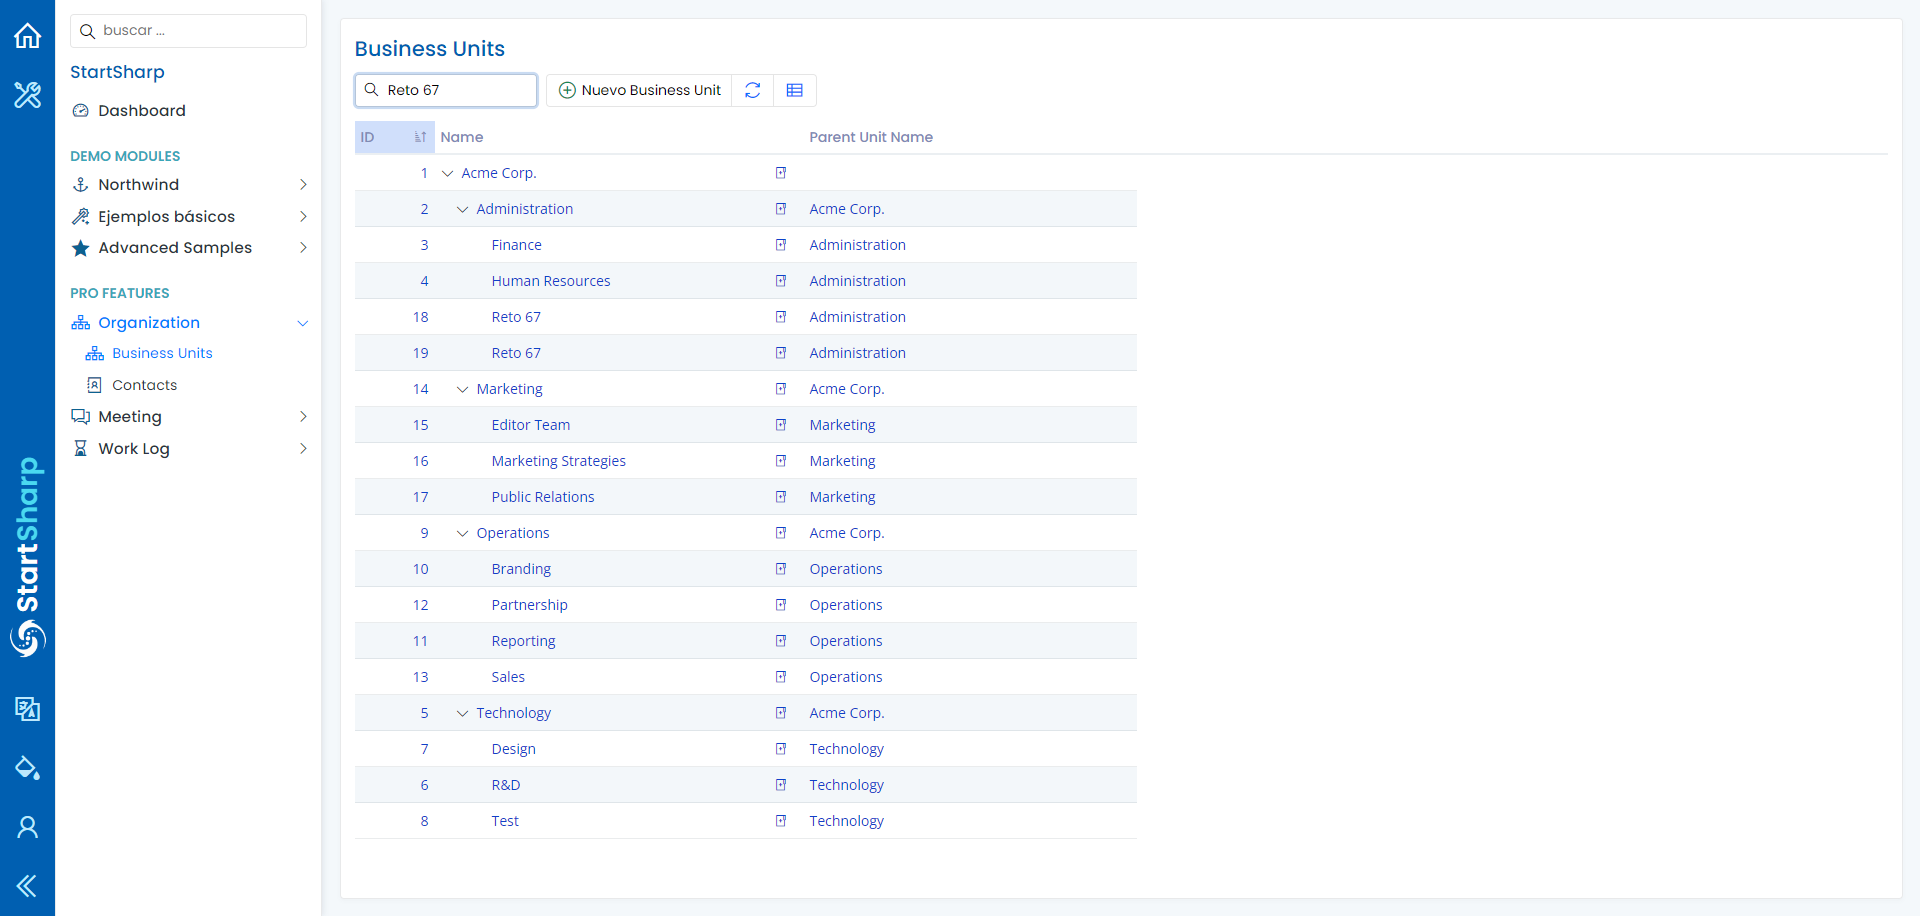 buscar ...
StartSharp
Dashboard
DEMO MODULES
Northwind
Ejemplos básicos
Advanced Samples
PRO FEATURES
Organization
Business Units
Contacts
Meeting
Work Log
StartSharp
Business Units
Reto 67 Nuevo Business Unit
ID Name Parent Unit Name
1 Acme Corp.
2 Administration Acme Corp.
3 Finance Administration
4 Human Resources Administration
18 Reto 67 Administration
19 Reto 67 Administration
14 Marketing Acme Corp.
15 Editor Team Marketing
16 Marketing Strategies Marketing
17 Public Relations Marketing
9 Operations Acme Corp.
10 Branding Operations
12 Partnership Operations
11 Reporting Operations
13 Sales Operations
5 Technology Acme Corp.
7 Design Technology
6 R&D Technology
8 Test Technology